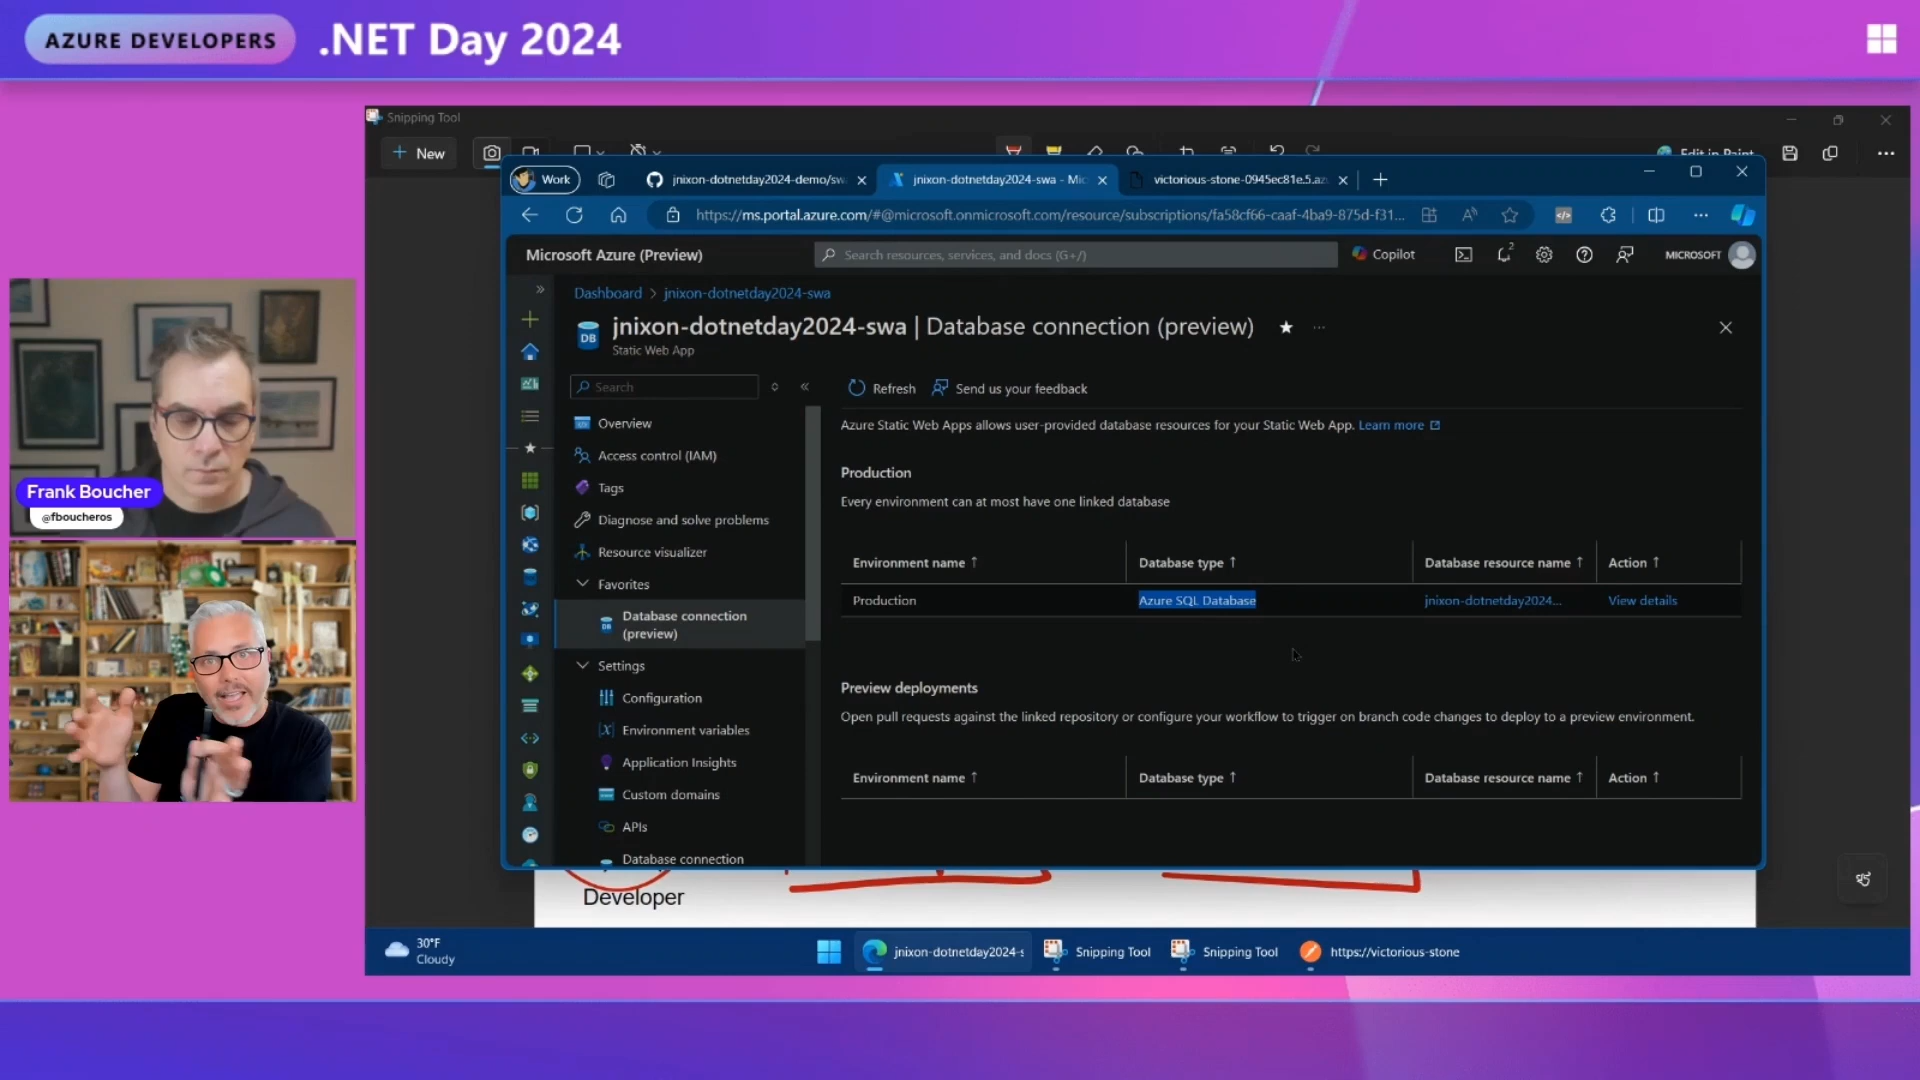 AZURE DEVELOPERS
.NET Day 2024
Snipping Tool
New
Edit in Paint
Work
jnixon-dotnetday2024-demo/sw
jnixon-dotnetday2024-swa - Mic
victorious-stone-0945ec81e.5.az
https://ms.portal.azure.com/#@microsoft.onmicrosoft.com/resource/subscriptions/fa58cf66-caaf-4ba9-875d-f31...
Microsoft Azure (Preview)
Search resources, services, and docs (G+/)
Copilot
2
MICROSOFT
Dashboard > jnixon-dotnetday2024-swa
DB
jnixon-dotnetday2024-swa | Database connection (preview)
Static Web App
Search
Overview
Access control (IAM)
Tags
Diagnose and solve problems
Resource visualizer
Favorites
Database connection
(preview)
Settings
Configuration
Environment variables
Application Insights
Custom domains
APIs
Database connection
Refresh
Send us your feedback
Azure Static Web Apps allows user-provided database resources for your Static Web App. Learn more
Production
Every environment can at most have one linked database
Environment name ↑ Database type ↑ Database resource name ↑ Action ↑
Production Azure SQL Database jnixon-dotnetday2024... View details
Preview deployments
Open pull requests against the linked repository or configure your workflow to trigger on branch code changes to deploy to a preview environment.
Environment name ↑ Database type ↑ Database resource name ↑ Action ↑
Frank Boucher
@fboucheros
Developer
30°F
Cloudy
jnixon-dotnetday2024-s
Snipping Tool
Snipping Tool
https://victorious-stone